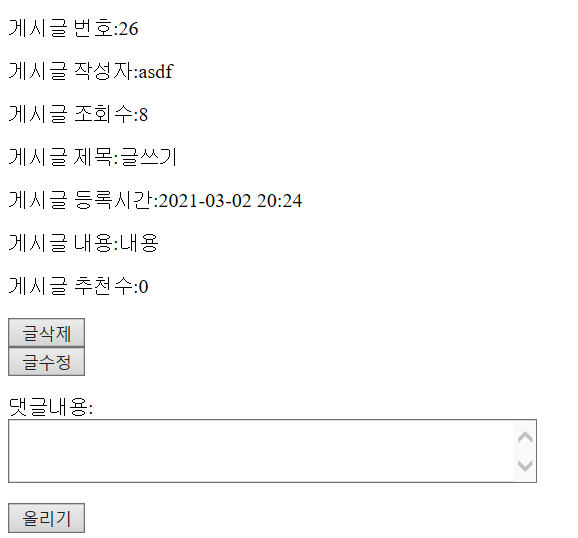 게시글 번호:26
게시글 작성자:asdf
게시글 조회수:8
게시글 제목:글쓰기
게시글 등록시간:2021-03-02 20:24
게시글 내용:내용
게시글 추천수:0
글삭제
글수정
댓글내용:
올리기